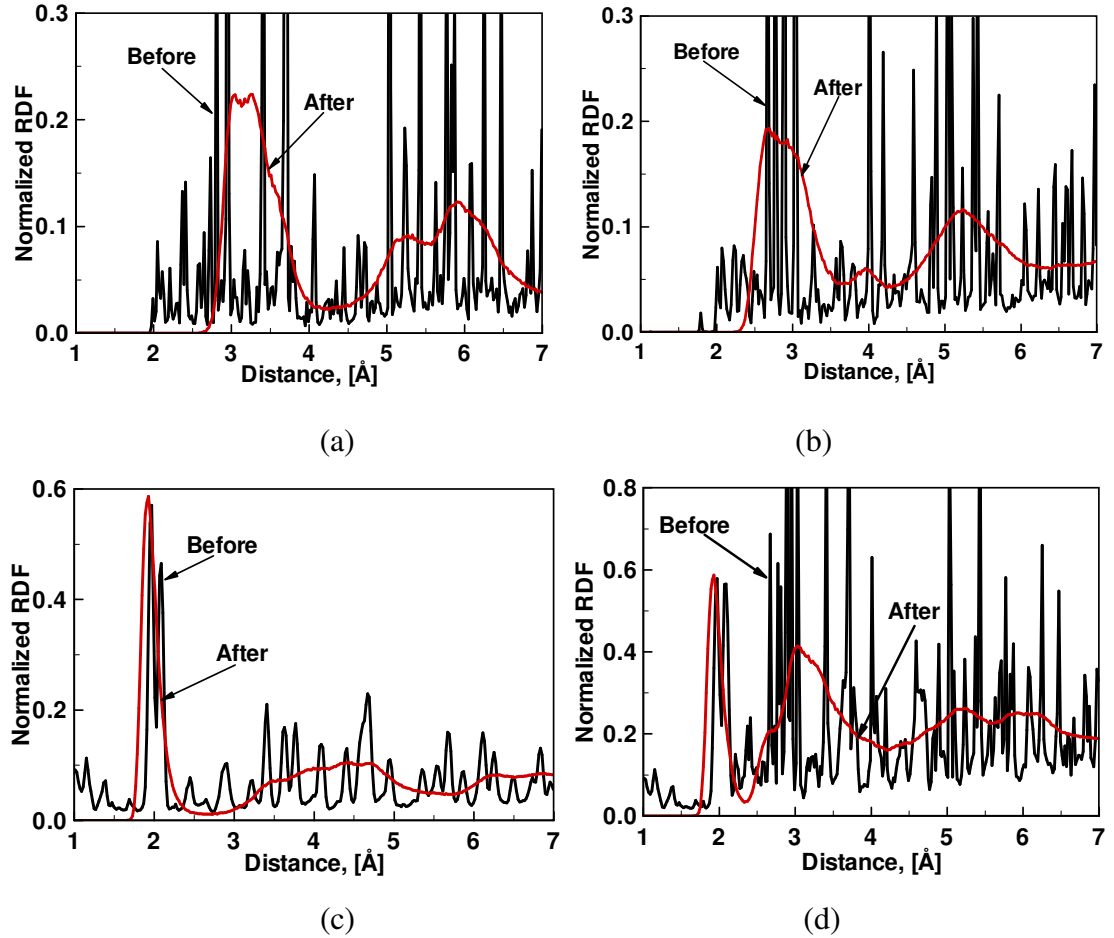 Normalized RDF
0.3
0.2
0.1
0.0
Before
After
1 2 3 4 5 6 7
Distance, [Å]
(a)
Normalized RDF
0.3
0.2
0.1
0.0
Before
After
1 2 3 4 5 6 7
Distance, [Å]
(b)
Normalized RDF
0.6
0.4
0.2
0.0
Before
After
1 2 3 4 5 6 7
Distance, [Å]
(c)
Normalized RDF
0.8
0.6
0.4
0.2
0.0
Before
After
1 2 3 4 5 6 7
Distance, [Å]
(d)